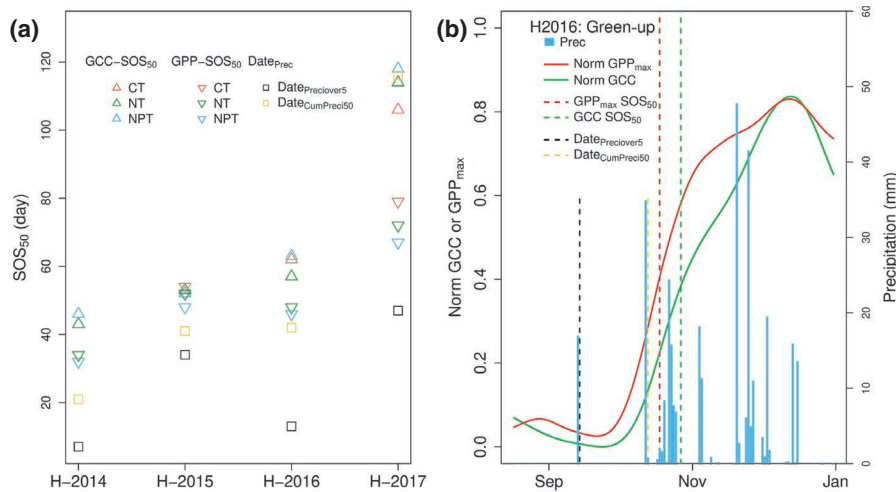 (a)
GCC−SOS50 GPP−SOS50 DatePrec
CT CT DatePreciover5
NT NT DateCumPreci50
NPT NPT
SOS50 (day)
120
100
80
60
40
20
H−2014 H−2015 H−2016 H−2017
(b)
H2016: Green−up
Prec
Norm GPPmax
Norm GCC
GPPmax SOS50
GCC SOS50
DatePreciover5
DateCumPreci50
Norm GCC or GPPmax
1.0
0.8
0.6
0.4
0.2
0.0
Sep Nov Jan
60
50
40
30
20
10
0
Precipitation (mm)